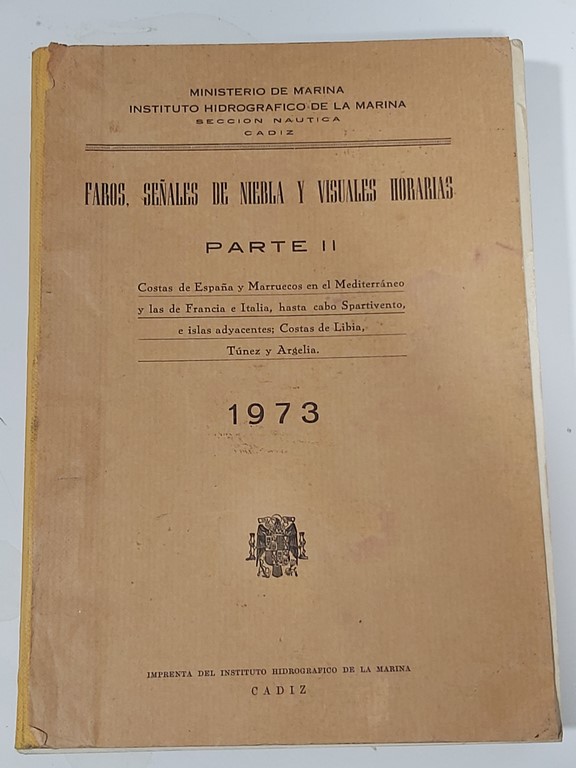 MINISTERIO DE MARINA
INSTITUTO HIDROGRAFICO DE LA MARINA
SECCION NAUTICA
CADIZ
FAROS, SEÑALES DE NIEBLA Y VISUALES HORARIAS
PARTE II
Costas de España y Marruecos en el Mediterráneo
y las de Francia e Italia, hasta cabo Spartivento,
e islas adyacentes; Costas de Libia,
Túnez y Argelia.
1973
IMPRENTA DEL INSTITUTO HIDROGRAFICO DE LA MARINA
CADIZ